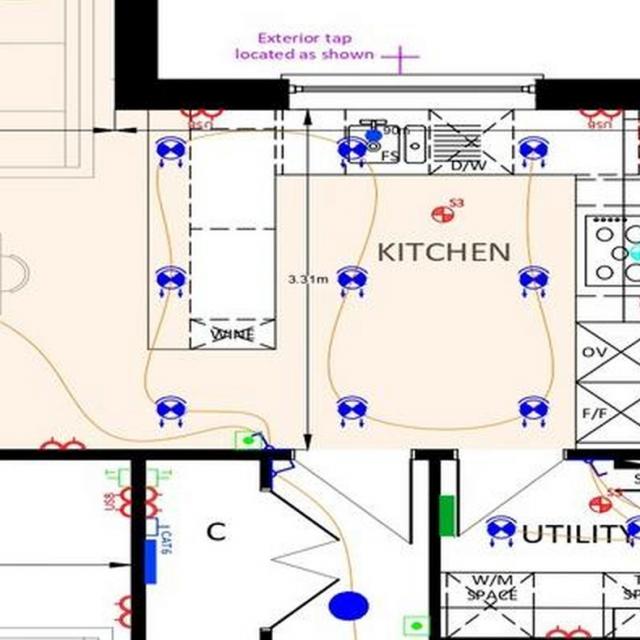 Exterior tap
located as shown
USB
USB
90
FS
D/W
S3
KITCHEN
3.31m
WINE
OV
F/F
USB
CAT6
C
UTILITY
W/M
SPACE